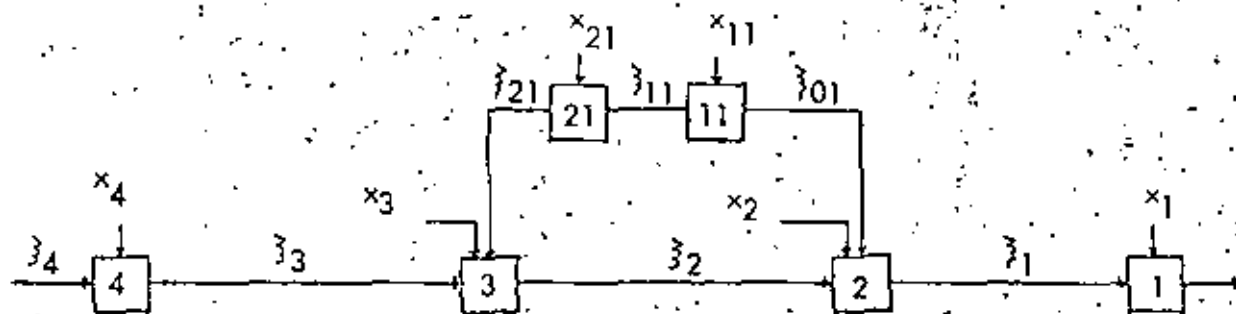 x₂₁ x₁₁
ξ₂₁ 21 ξ₁₁ 11 ξ₀₁
x₄ x₃ x₂ x₁
ξ₄ 4 ξ₃ 3 ξ₂ 2 ξ₁ 1